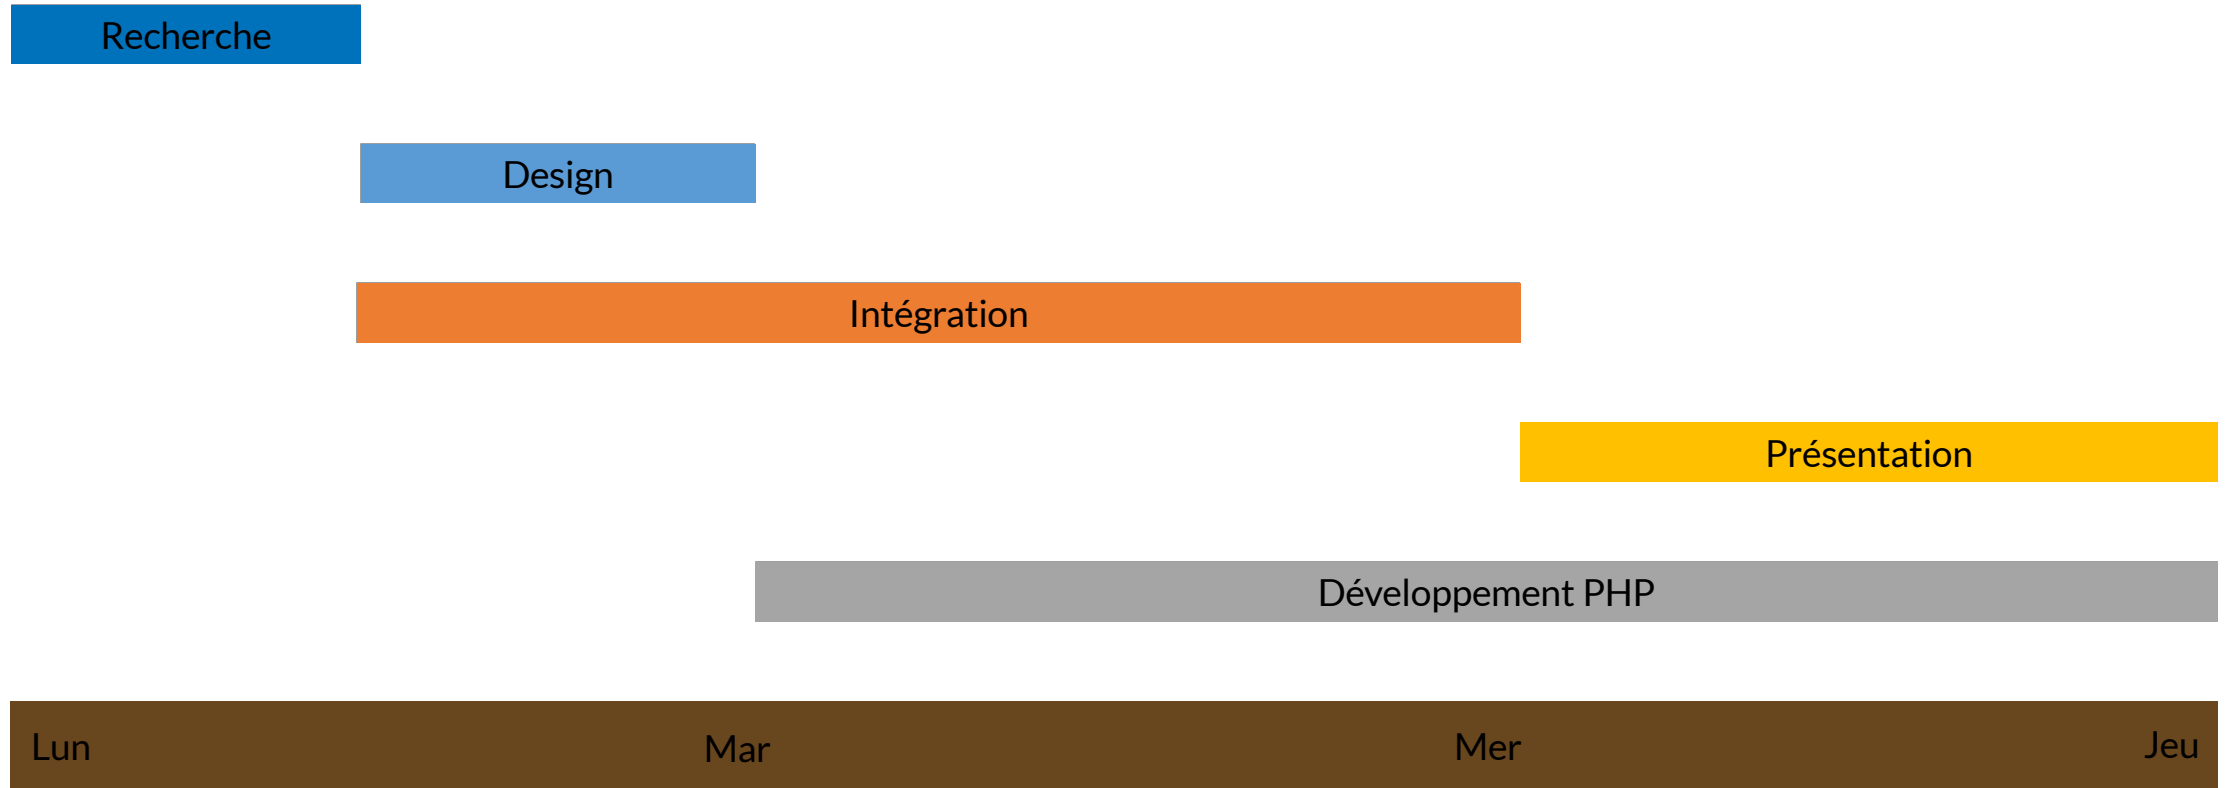 Recherche
Design
Intégration
Présentation
Développement PHP
Lun
Mar
Mer
Jeu